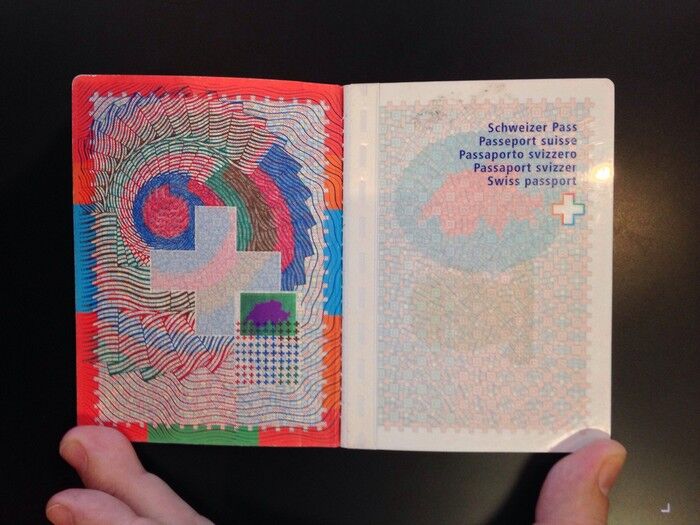 Schweizer Pass
Passeport suisse
Passaporto svizzero
Passaport svizzer
Swiss passport